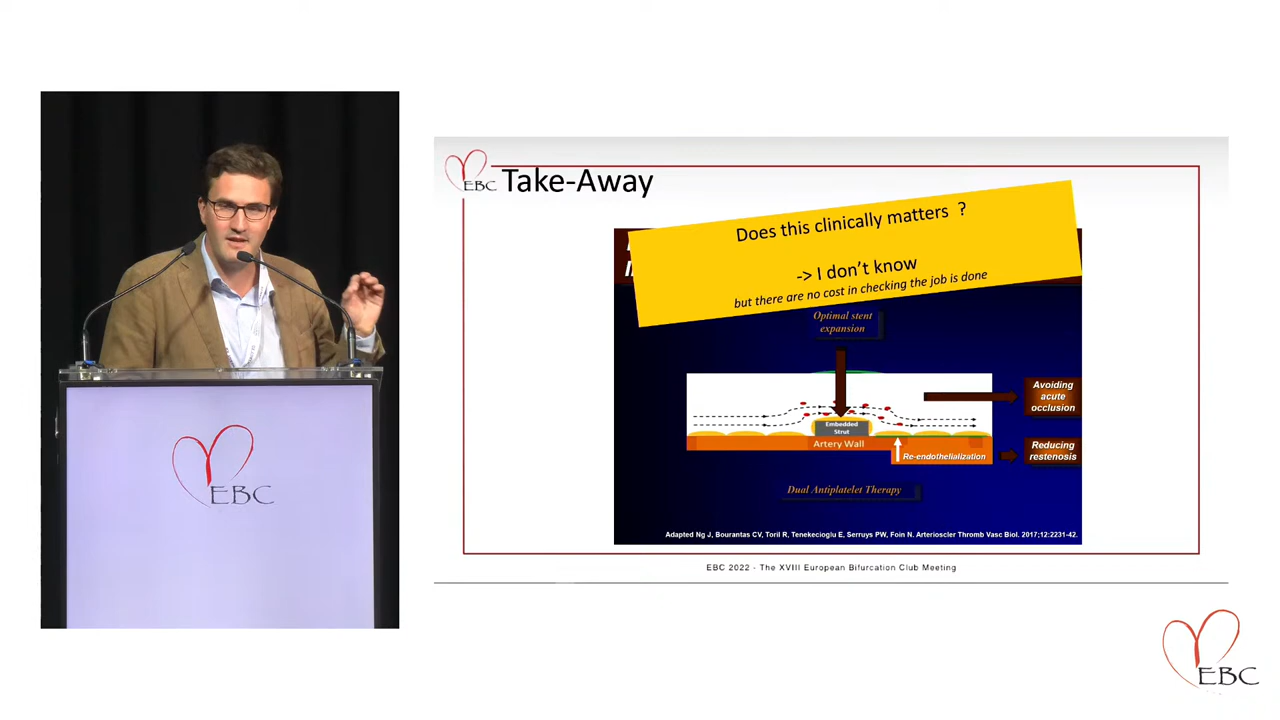 EBC
EBC
Take-Away
Does this clinically matters ?
-> I don't know
but there are no cost in checking the job is done
Optimal stent
expansion
Embedded
Strut
Artery Wall
Re-endothelialization
Avoiding
acute
occlusion
Reducing
restenosis
Dual Antiplatelet Therapy
Adapted Ng J, Bourantas CV, Toril R, Tenekecioglu E, Serruys PW, Foin N. Arterioscler Thromb Vasc Biol. 2017;12:2231-42.
EBC 2022 - The XVIII European Bifurcation Club Meeting
EBC